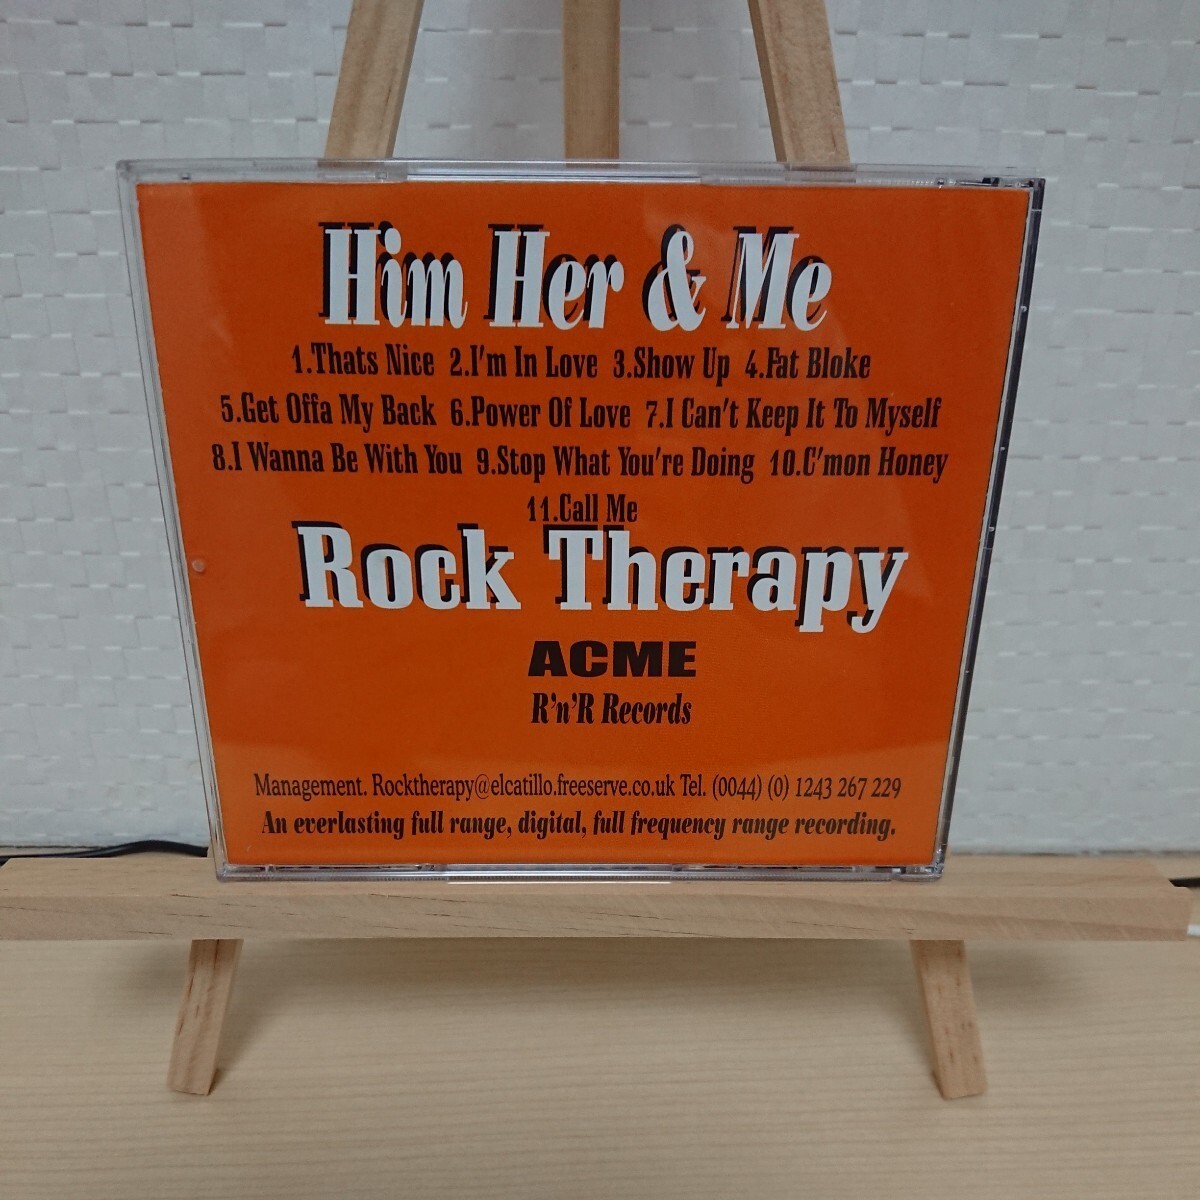 Him Her & Me
1.Thats Nice 2.I'm In Love 3.Show Up 4.Fat Bloke
5.Get Offa My Back 6.Power Of Love 7.I Can't Keep It To Myself
8.I Wanna Be With You 9.Stop What You're Doing 10.C'mon Honey
11.Call Me
Rock Therapy
ACME
R'n'R Records
Management. Rocktherapy@elcatillo.freeserve.co.uk Tel. (0044) (0) 1243 267 229
An everlasting full range, digital, full frequency range recording.